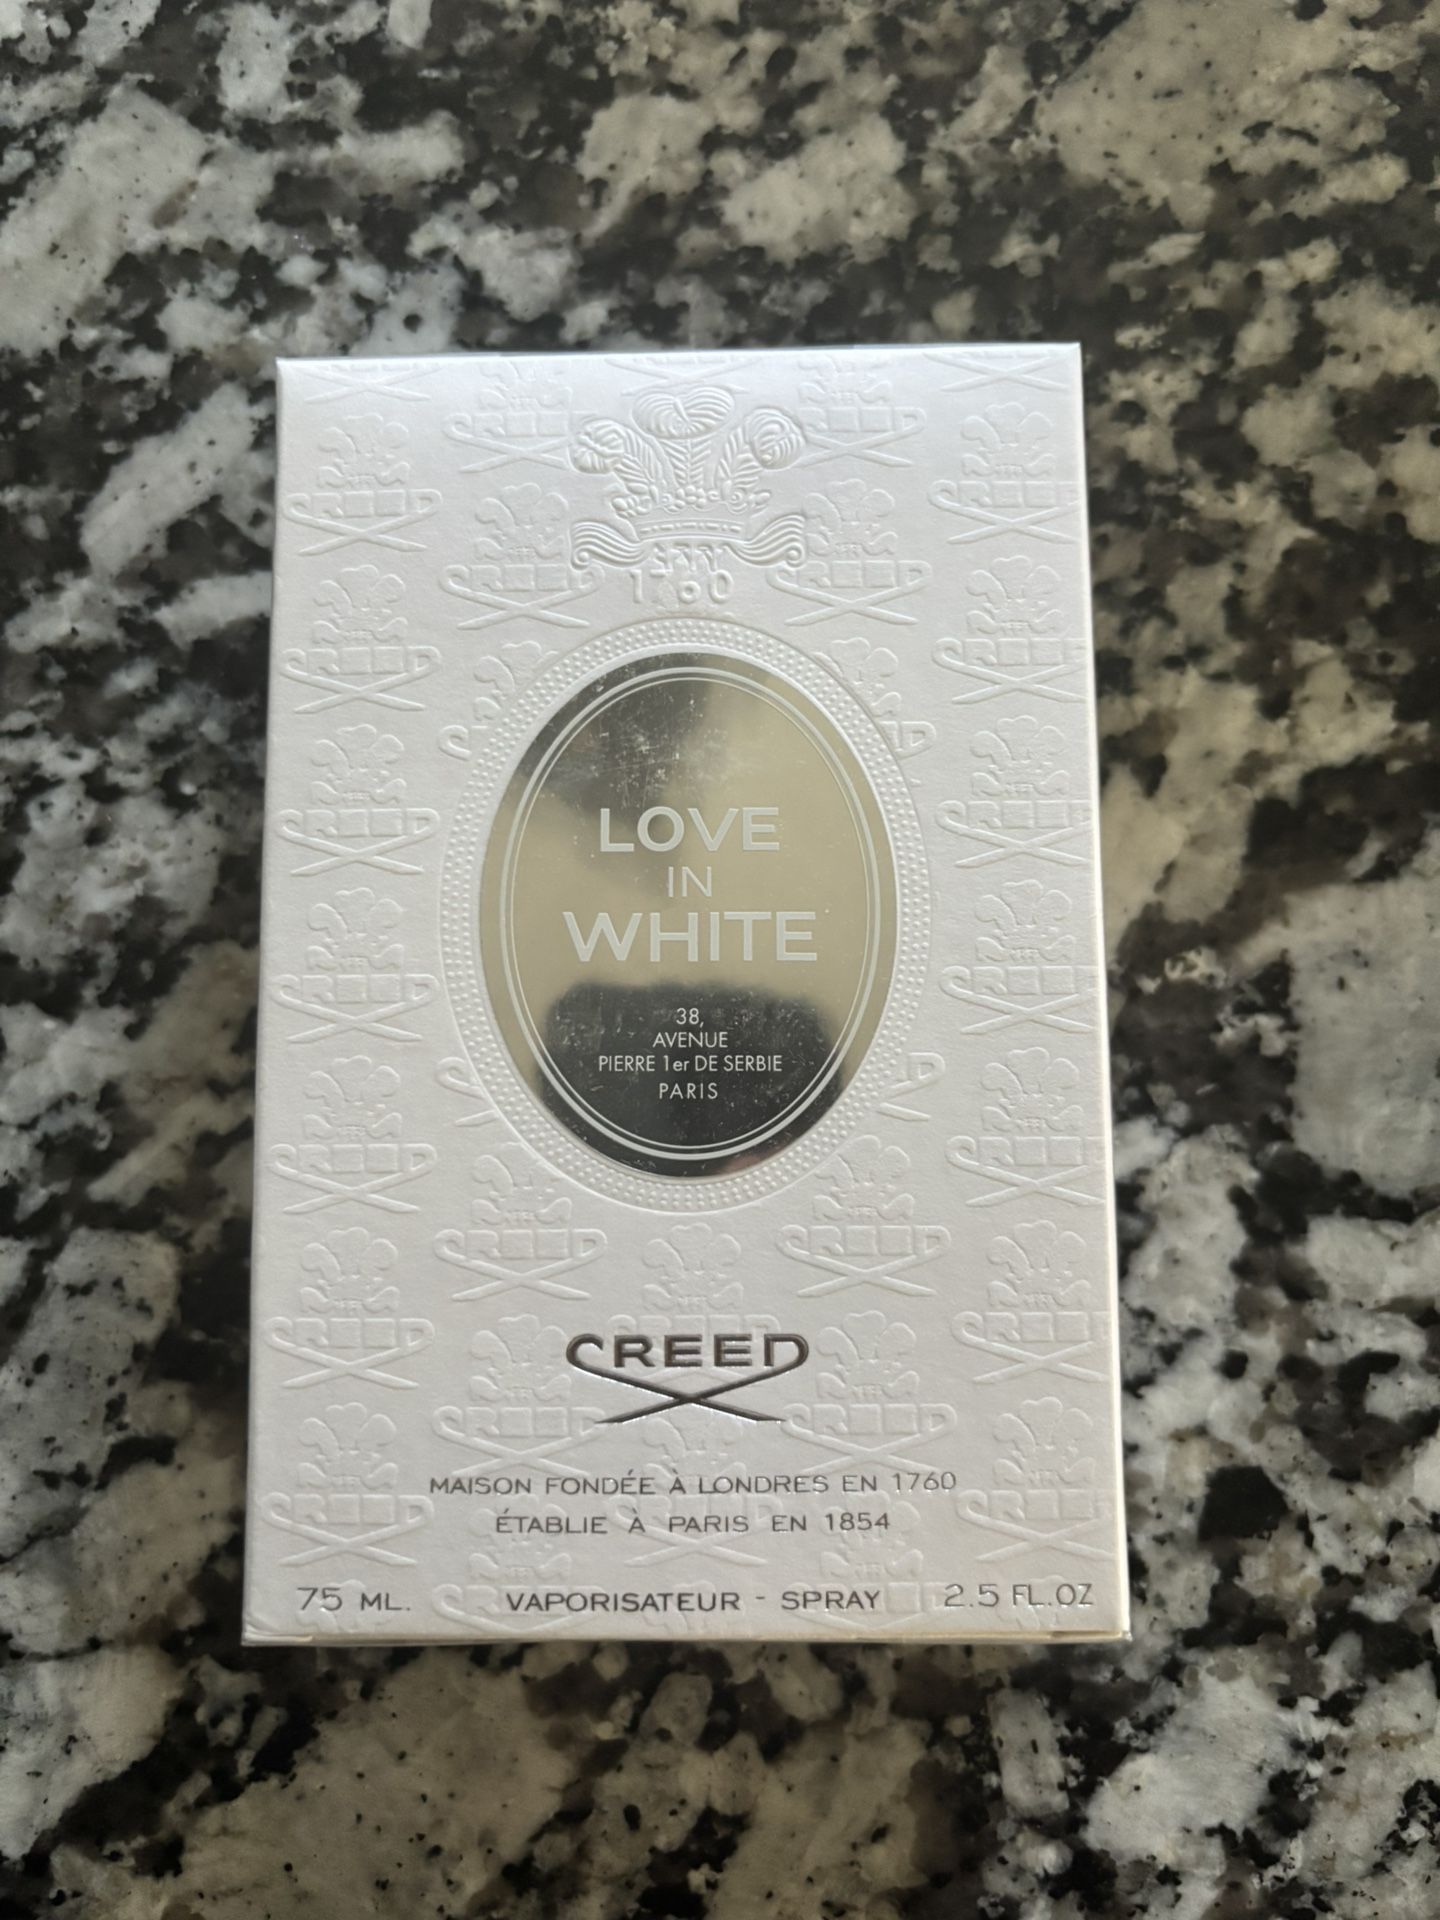 1760
LOVE
IN
WHITE
38,
AVENUE
PIERRE 1er DE SERBIE
PARIS
CREED
MAISON FONDÉE À LONDRES EN 1760
ÉTABLIE À PARIS EN 1854
75 ML. VAPORISATEUR - SPRAY 2.5 FL.OZ